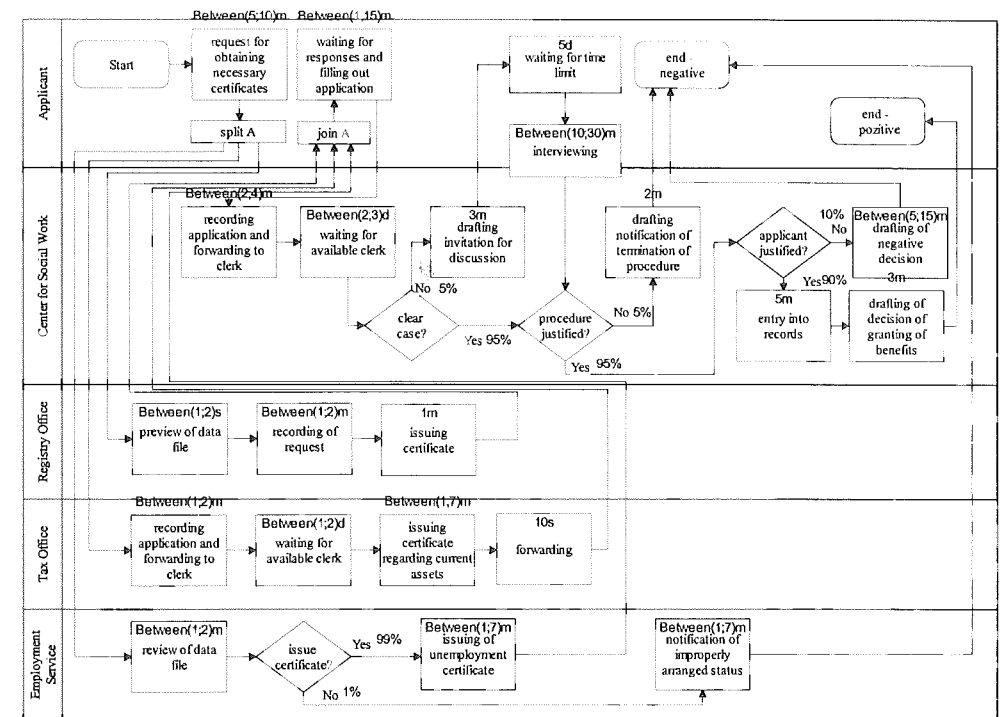 Applicant
Start
Between(5;10)m
request for
obtaining
necessary
certificates
split A
Between(1,15)m
waiting for
responses and
filling out
application
join A
5d
waiting for time
limit
Between(10;30)m
interviewing
end -
negative
end -
pozitive
Center for Social Work
Between(2;4)m
recording
application and
forwarding to
clerk
Between(2;3)d
waiting for
available clerk
3m
drafting
invitation for
discussion
No 5%
clear
case?
Yes 95%
procedure
justified?
No 5%
Yes 95%
2m
drafting
notification of
termination of
procedure
applicant
justified?
10%
No
Between(5;15)m
drafting of
negative
decision
Yes90%
5m
entry into
records
3m
drafting of
decision of
granting of
benefits
Registry Office
Between(1;2)s
preview of data
file
Between(1;2)m
recording of
request
1m
issuing
certificate
Tax Office
Between(1;2)m
recording
application and
forwarding to
clerk
Between(1;2)d
waiting for
available clerk
Between(1,7)m
issuing
certificate
regarding current
assets
10s
forwarding
Employment
Service
Between(1;2)m
review of data
file
issue
certificate?
Yes 99%
No 1%
Between(1;7)m
issuing of
unemployment
certificate
Between(1;7)m
notification of
improperly
arranged status